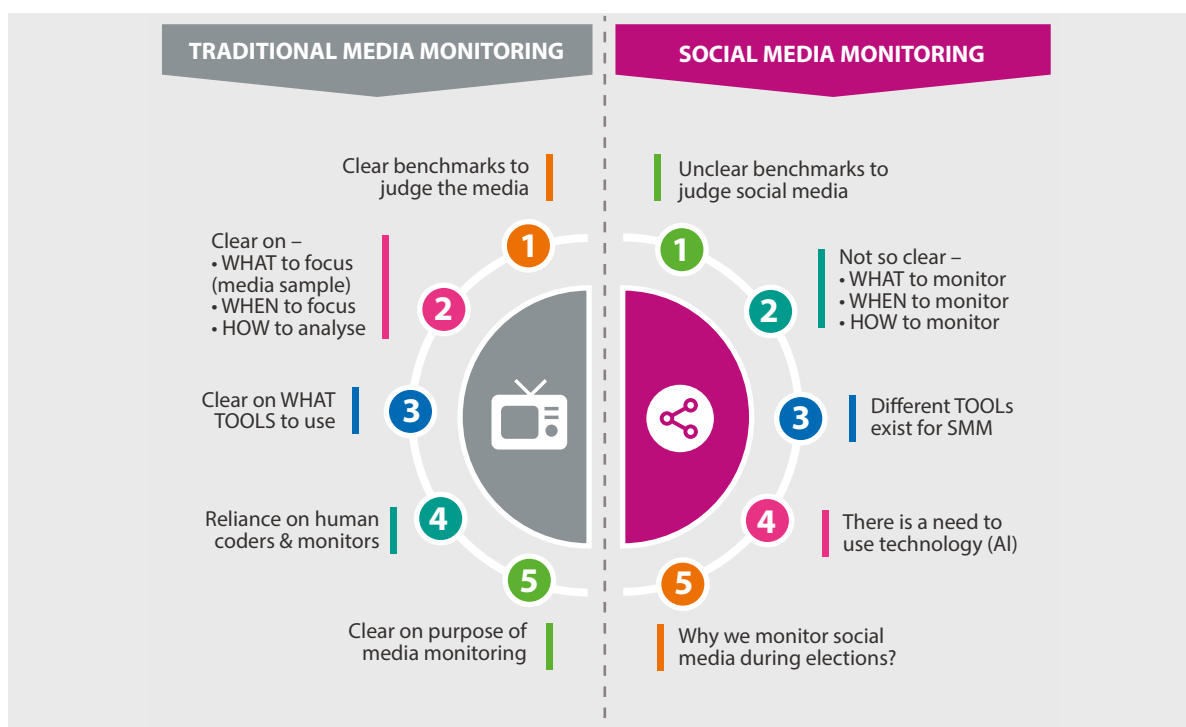 TRADITIONAL MEDIA MONITORING
Clear benchmarks to
judge the media
1
Clear on –
• WHAT to focus
(media sample)
• WHEN to focus
• HOW to analyse
2
Clear on WHAT
TOOLS to use
3
Reliance on human
coders & monitors
4
5
Clear on purpose of
media monitoring
SOCIAL MEDIA MONITORING
Unclear benchmarks to
judge social media
1
Not so clear –
• WHAT to monitor
• WHEN to monitor
• HOW to monitor
2
3
Different TOOLs
exist for SMM
4
There is a need to
use technology (AI)
5
Why we monitor social
media during elections?